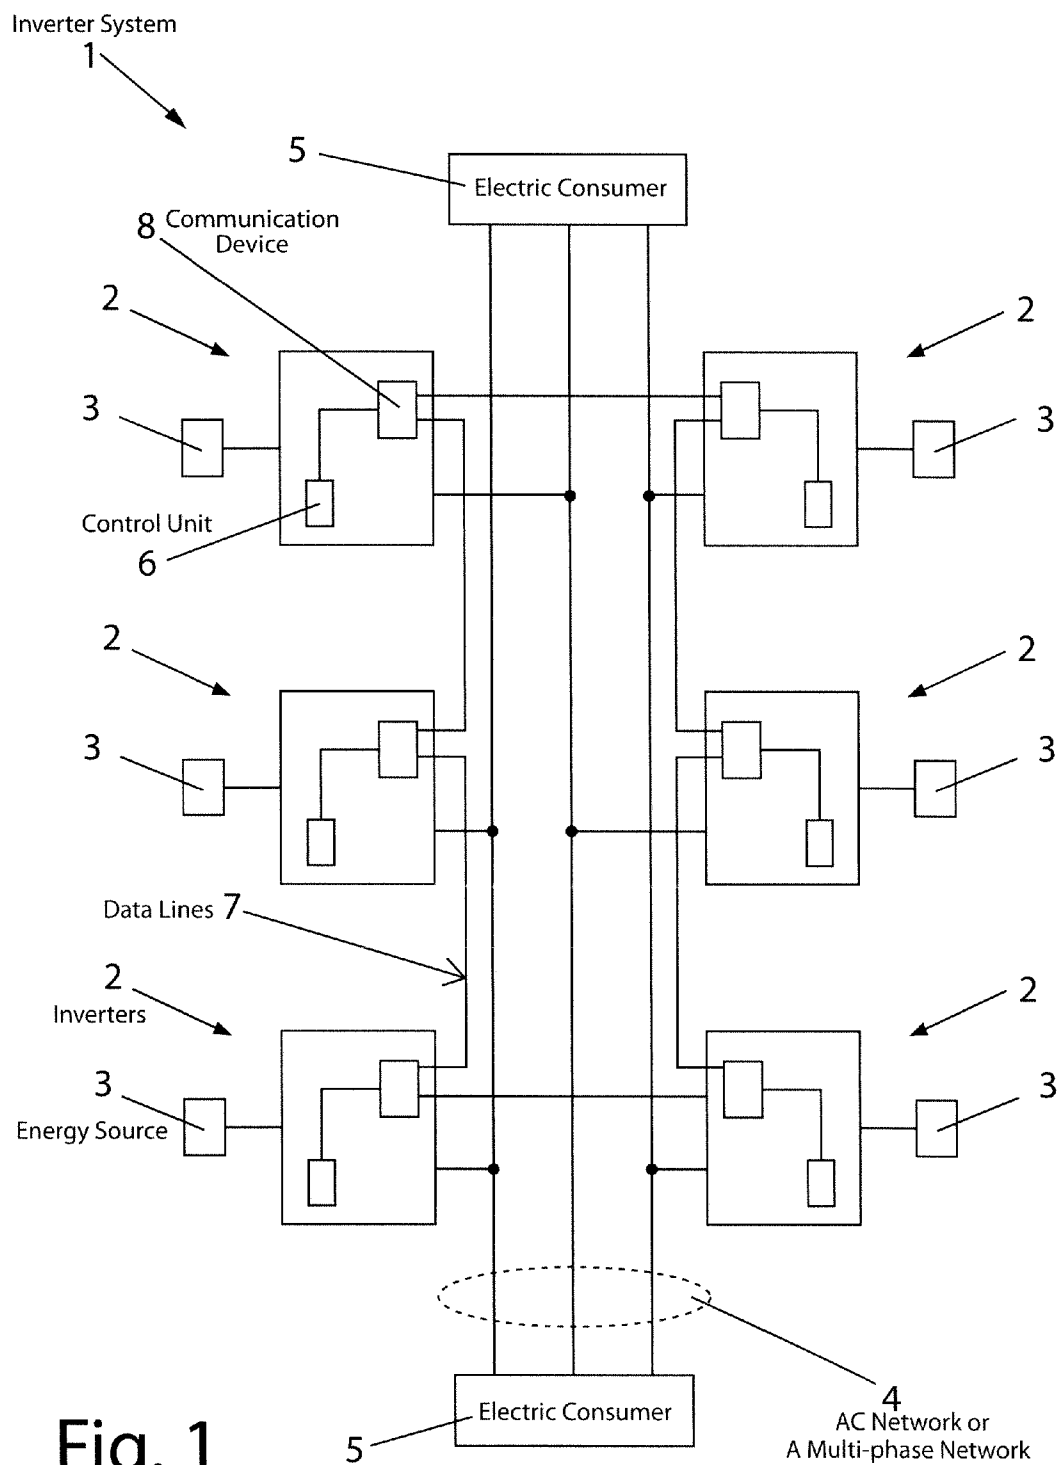 Inverter System
1
5
Electric Consumer
8 Communication
Device
2
2
3
3
Control Unit
6
2
2
3
3
Data Lines 7
2
2
Inverters
3
3
Energy Source
4
Electric Consumer
AC Network or
Fig. 1
5
A Multi-phase Network